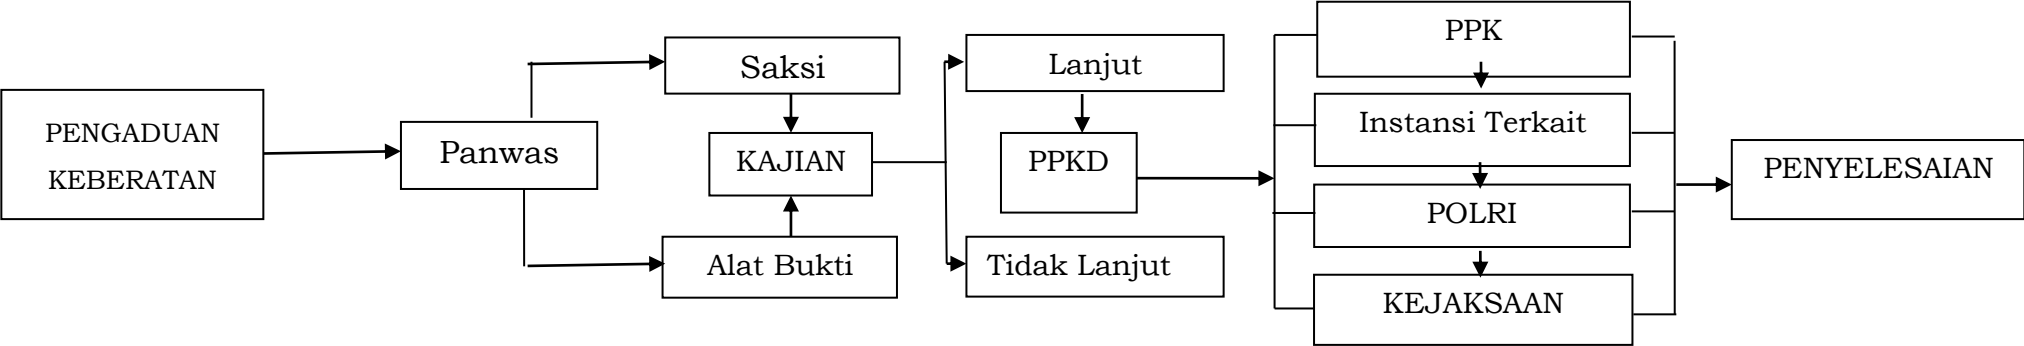 PENGADUAN
KEBERATAN
Panwas
Saksi
KAJIAN
Alat Bukti
Lanjut
PPKD
Tidak Lanjut
PPK
Instansi Terkait
POLRI
KEJAKSAAN
PENYELESAIAN